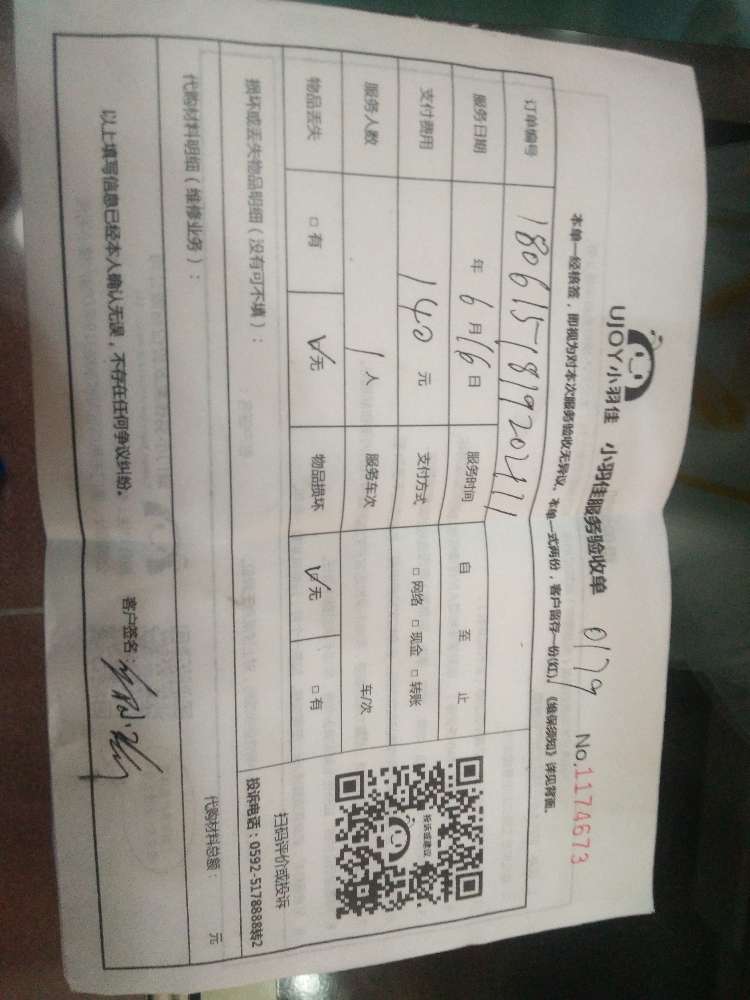 UJOY小羽佳 小羽佳服务验收单 0179 No.1174673
本单一经核签，即视为对本次服务验收无异议。本单一式两份，客户留存一份(红)。《维保须知》详见背面。
订单编号 18061518192041
服务日期 年 6 月 16 日 服务时间 自 至 止
支付费用 140 元 支付方式 □ 网络 □ 现金 □ 转账
服务人数 1 人 服务车次 车/次
物品丢失 □ 有 ☑ 无 物品损坏 ☑ 无 □ 有
投诉或建议
扫码评价或投诉
投诉电话：0592-5178888转2
损坏或丢失物品明细（没有可不填）：
代购材料明细（维修业务）： 代购材料总额： 元
以上填写信息已经本人确认无误，不存在任何争议纠纷。 客户签名：